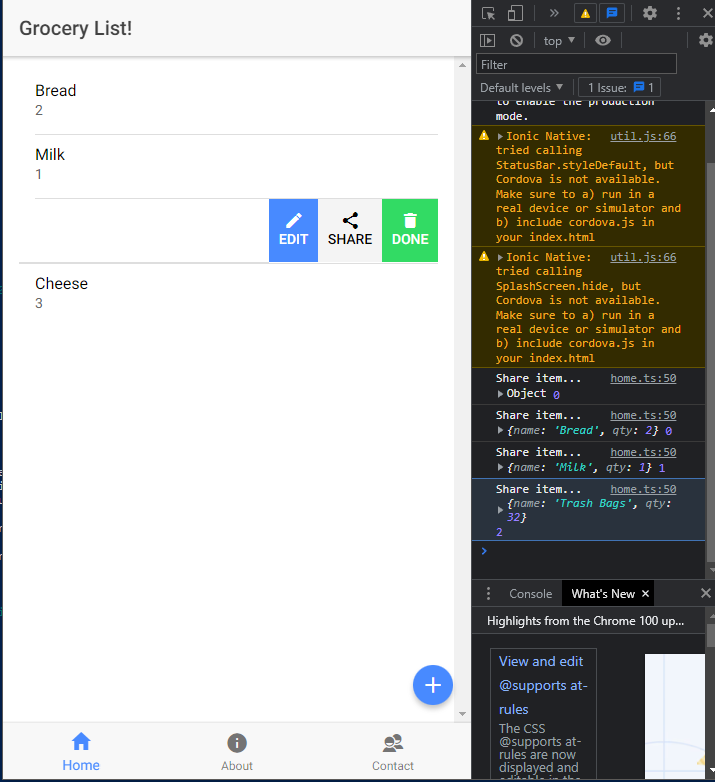 Grocery List!
Bread
2
Milk
1
EDIT
SHARE
DONE
Cheese
3
Home
About
Contact
top
Filter
Default levels
1 Issue: 1
to enable the production
mode.
Ionic Native: util.js:66
tried calling
StatusBar.styleDefault, but
Cordova is not available.
Make sure to a) run in a
real device or simulator and
b) include cordova.js in
your index.html
Ionic Native: util.js:66
tried calling
SplashScreen.hide, but
Cordova is not available.
Make sure to a) run in a
real device or simulator and
b) include cordova.js in
your index.html
Share item... home.ts:50
Object 0
Share item... home.ts:50
{name: 'Bread', qty: 2} 0
Share item... home.ts:50
{name: 'Milk', qty: 1} 1
Share item... home.ts:50
{name: 'Trash Bags', qty:
32}
2
Console
What's New
Highlights from the Chrome 100 up...
View and edit
@supports at-
rules
The CSS
@supports at-
rules are now
displayed and
editable in the